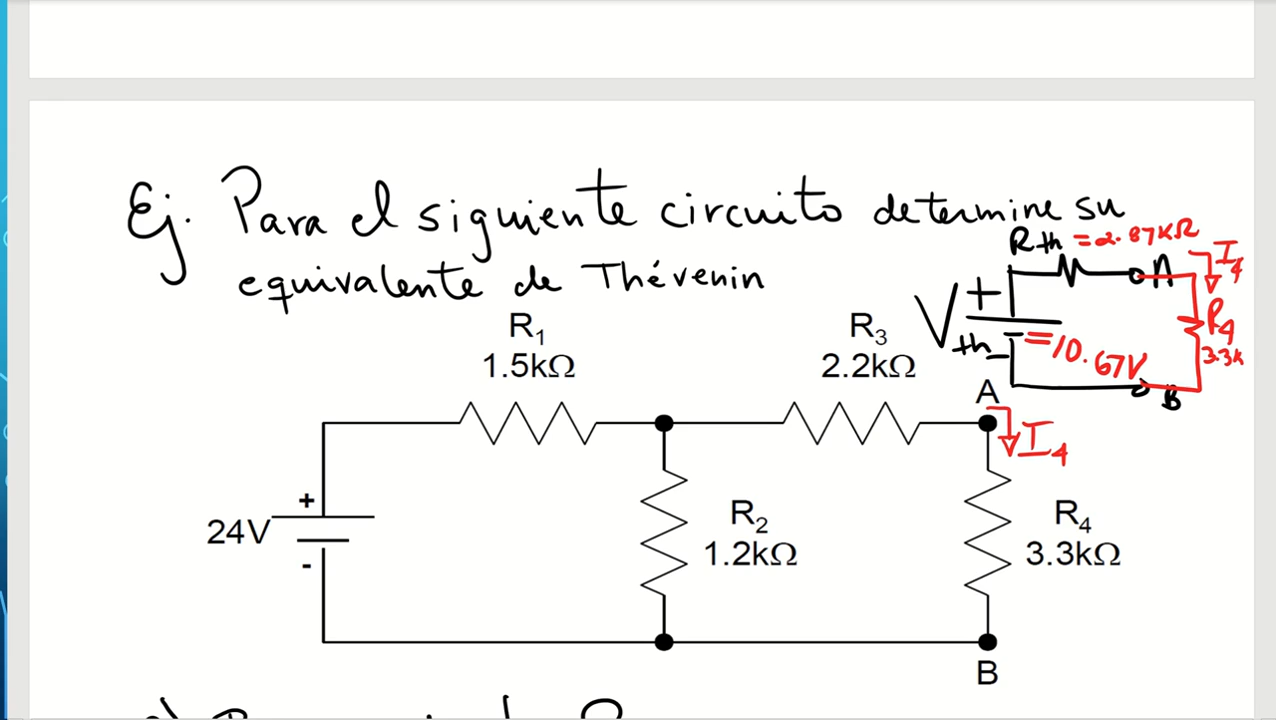 Ej. Para el siguiente circuito determine su
equivalente de Thévenin
Rth = 2.87KΩ
I4
A
+
Vth
-
= 10.67V
R4
3.3k
B
R1
1.5kΩ
R3
2.2kΩ
A
I4
+
24V
-
R2
1.2kΩ
R4
3.3kΩ
B